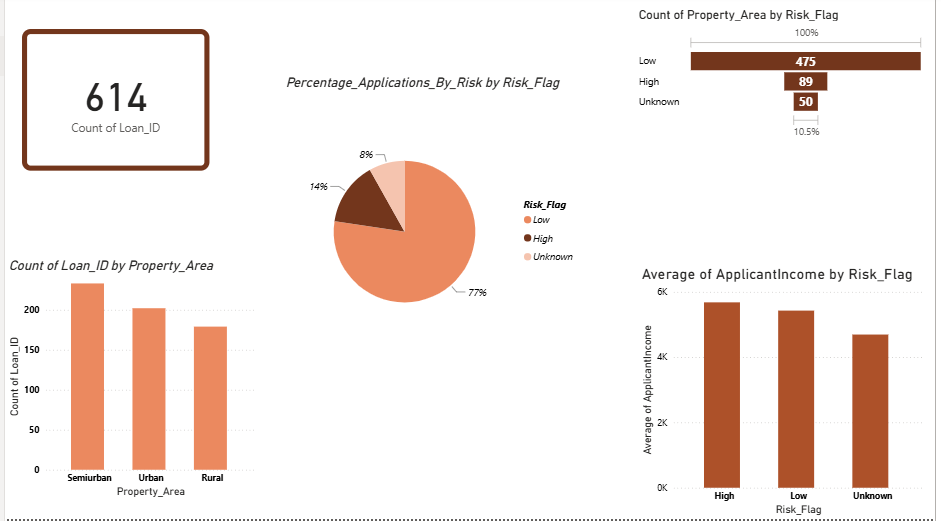 614
Count of Loan_ID
Percentage_Applications_By_Risk by Risk_Flag
8%
14%
77%
Risk_Flag
Low
High
Unknown
Count of Property_Area by Risk_Flag
100%
Low
475
High
89
Unknown
50
10.5%
Count of Loan_ID by Property_Area
Count of Loan_ID
200
150
100
50
0
Semiurban
Urban
Rural
Property_Area
Average of ApplicantIncome by Risk_Flag
Average of ApplicantIncome
6K
4K
2K
0K
High
Low
Unknown
Risk_Flag